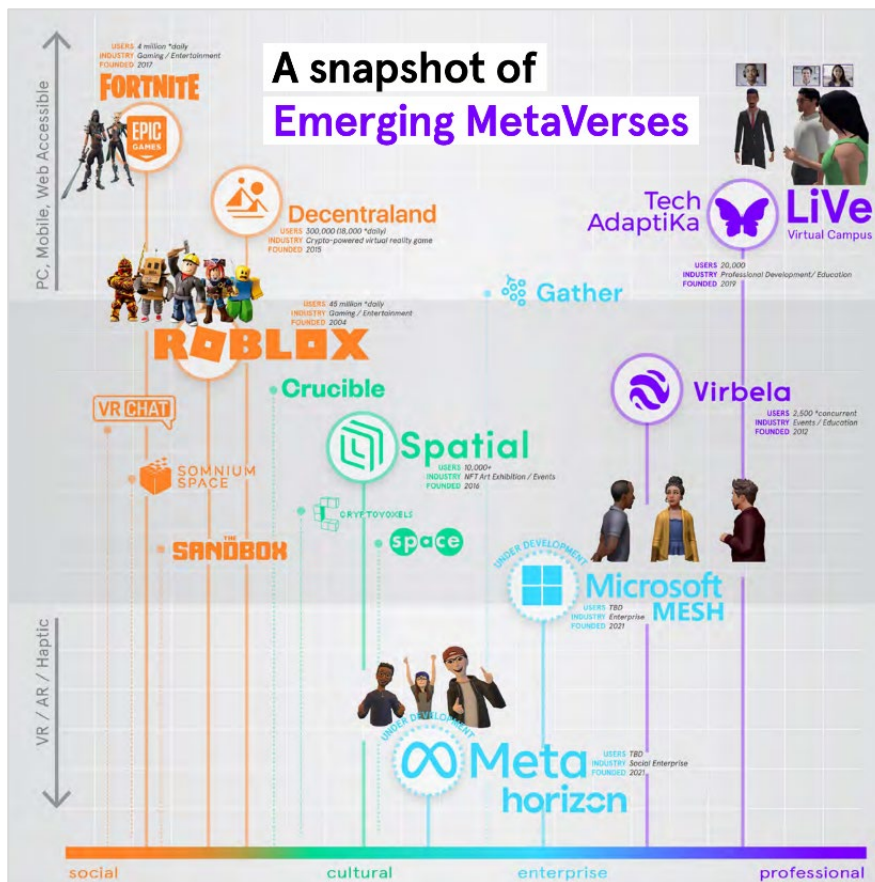 USERS 4 million *daily
INDUSTRY Gaming / Entertainment
FOUNDED 2017
FORTNITE
EPIC
GAMES
A snapshot of
Emerging MetaVerses
PC, Mobile, Web Accessible
Decentraland
USERS 300,000 (18,000 *daily)
INDUSTRY Crypto-powered virtual reality game
FOUNDED 2015
Tech
AdaptiKa
LiVe
Virtual Campus
USERS 20,000
INDUSTRY Professional Development/ Education
FOUNDED 2019
Gather
USERS 45 million *daily
INDUSTRY Gaming / Entertainment
FOUNDED 2004
ROBLOX
Crucible
VR CHAT
Virbela
USERS 2,500 *concurrent
INDUSTRY Events / Education
FOUNDED 2012
Spatial
USERS 10,000+
INDUSTRY NFT Art Exhibition / Events
FOUNDED 2016
SOMNIUM
SPACE
CRYPTOVOXELS
THE
SANDBOX
space
UNDER DEVELOPMENT
Microsoft
MESH
USERS TBD
INDUSTRY Enterprise
FOUNDED 2021
VR / AR / Haptic
UNDER DEVELOPMENT
Meta
horizon
USERS TBD
INDUSTRY Social Enterprise
FOUNDED 2021
social
cultural
enterprise
professional